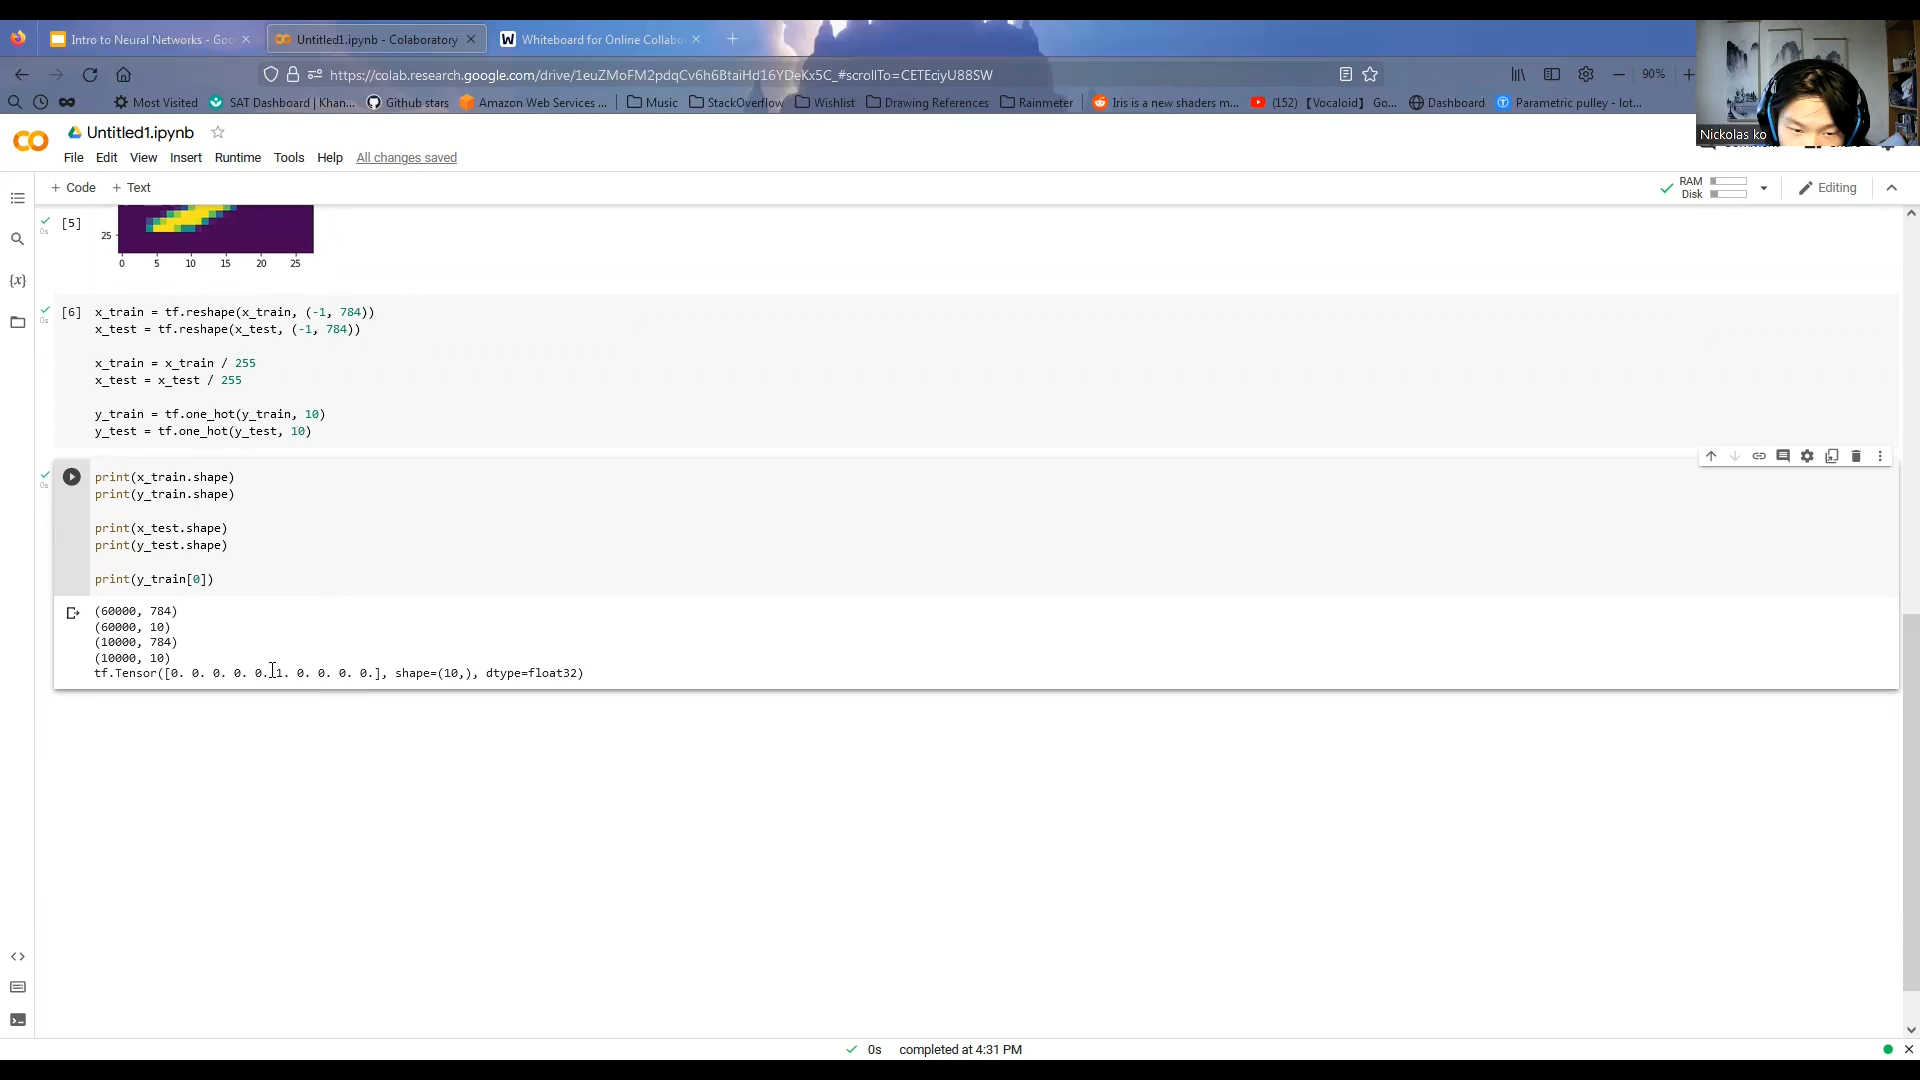 Intro to Neural Networks - Goo
Untitled1.ipynb - Colaboratory
Whiteboard for Online Collabor
https://colab.research.google.com/drive/1euZMoFM2pdqCv6h6BtaiHd16YDeKx5C_#scrollTo=CETEciyU88SW
90%
Most Visited
SAT Dashboard | Khan...
Github stars
Amazon Web Services ...
Music
StackOverflow
Wishlist
Drawing References
Rainmeter
Iris is a new shaders m...
(152) 【Vocaloid】 Go...
Dashboard
Parametric pulley - lot...
Nickolas ko
Untitled1.ipynb
File Edit View Insert Runtime Tools Help All changes saved
+ Code + Text
RAM
Disk
Editing
[5]
0s
25
0 5 10 15 20 25
[6]
0s
x_train = tf.reshape(x_train, (-1, 784))
x_test = tf.reshape(x_test, (-1, 784))
x_train = x_train / 255
x_test = x_test / 255
y_train = tf.one_hot(y_train, 10)
y_test = tf.one_hot(y_test, 10)
0s
print(x_train.shape)
print(y_train.shape)
print(x_test.shape)
print(y_test.shape)
print(y_train[0])
(60000, 784)
(60000, 10)
(10000, 784)
(10000, 10)
tf.Tensor([0. 0. 0. 0. 0. 1. 0. 0. 0. 0.], shape=(10,), dtype=float32)
0s completed at 4:31 PM